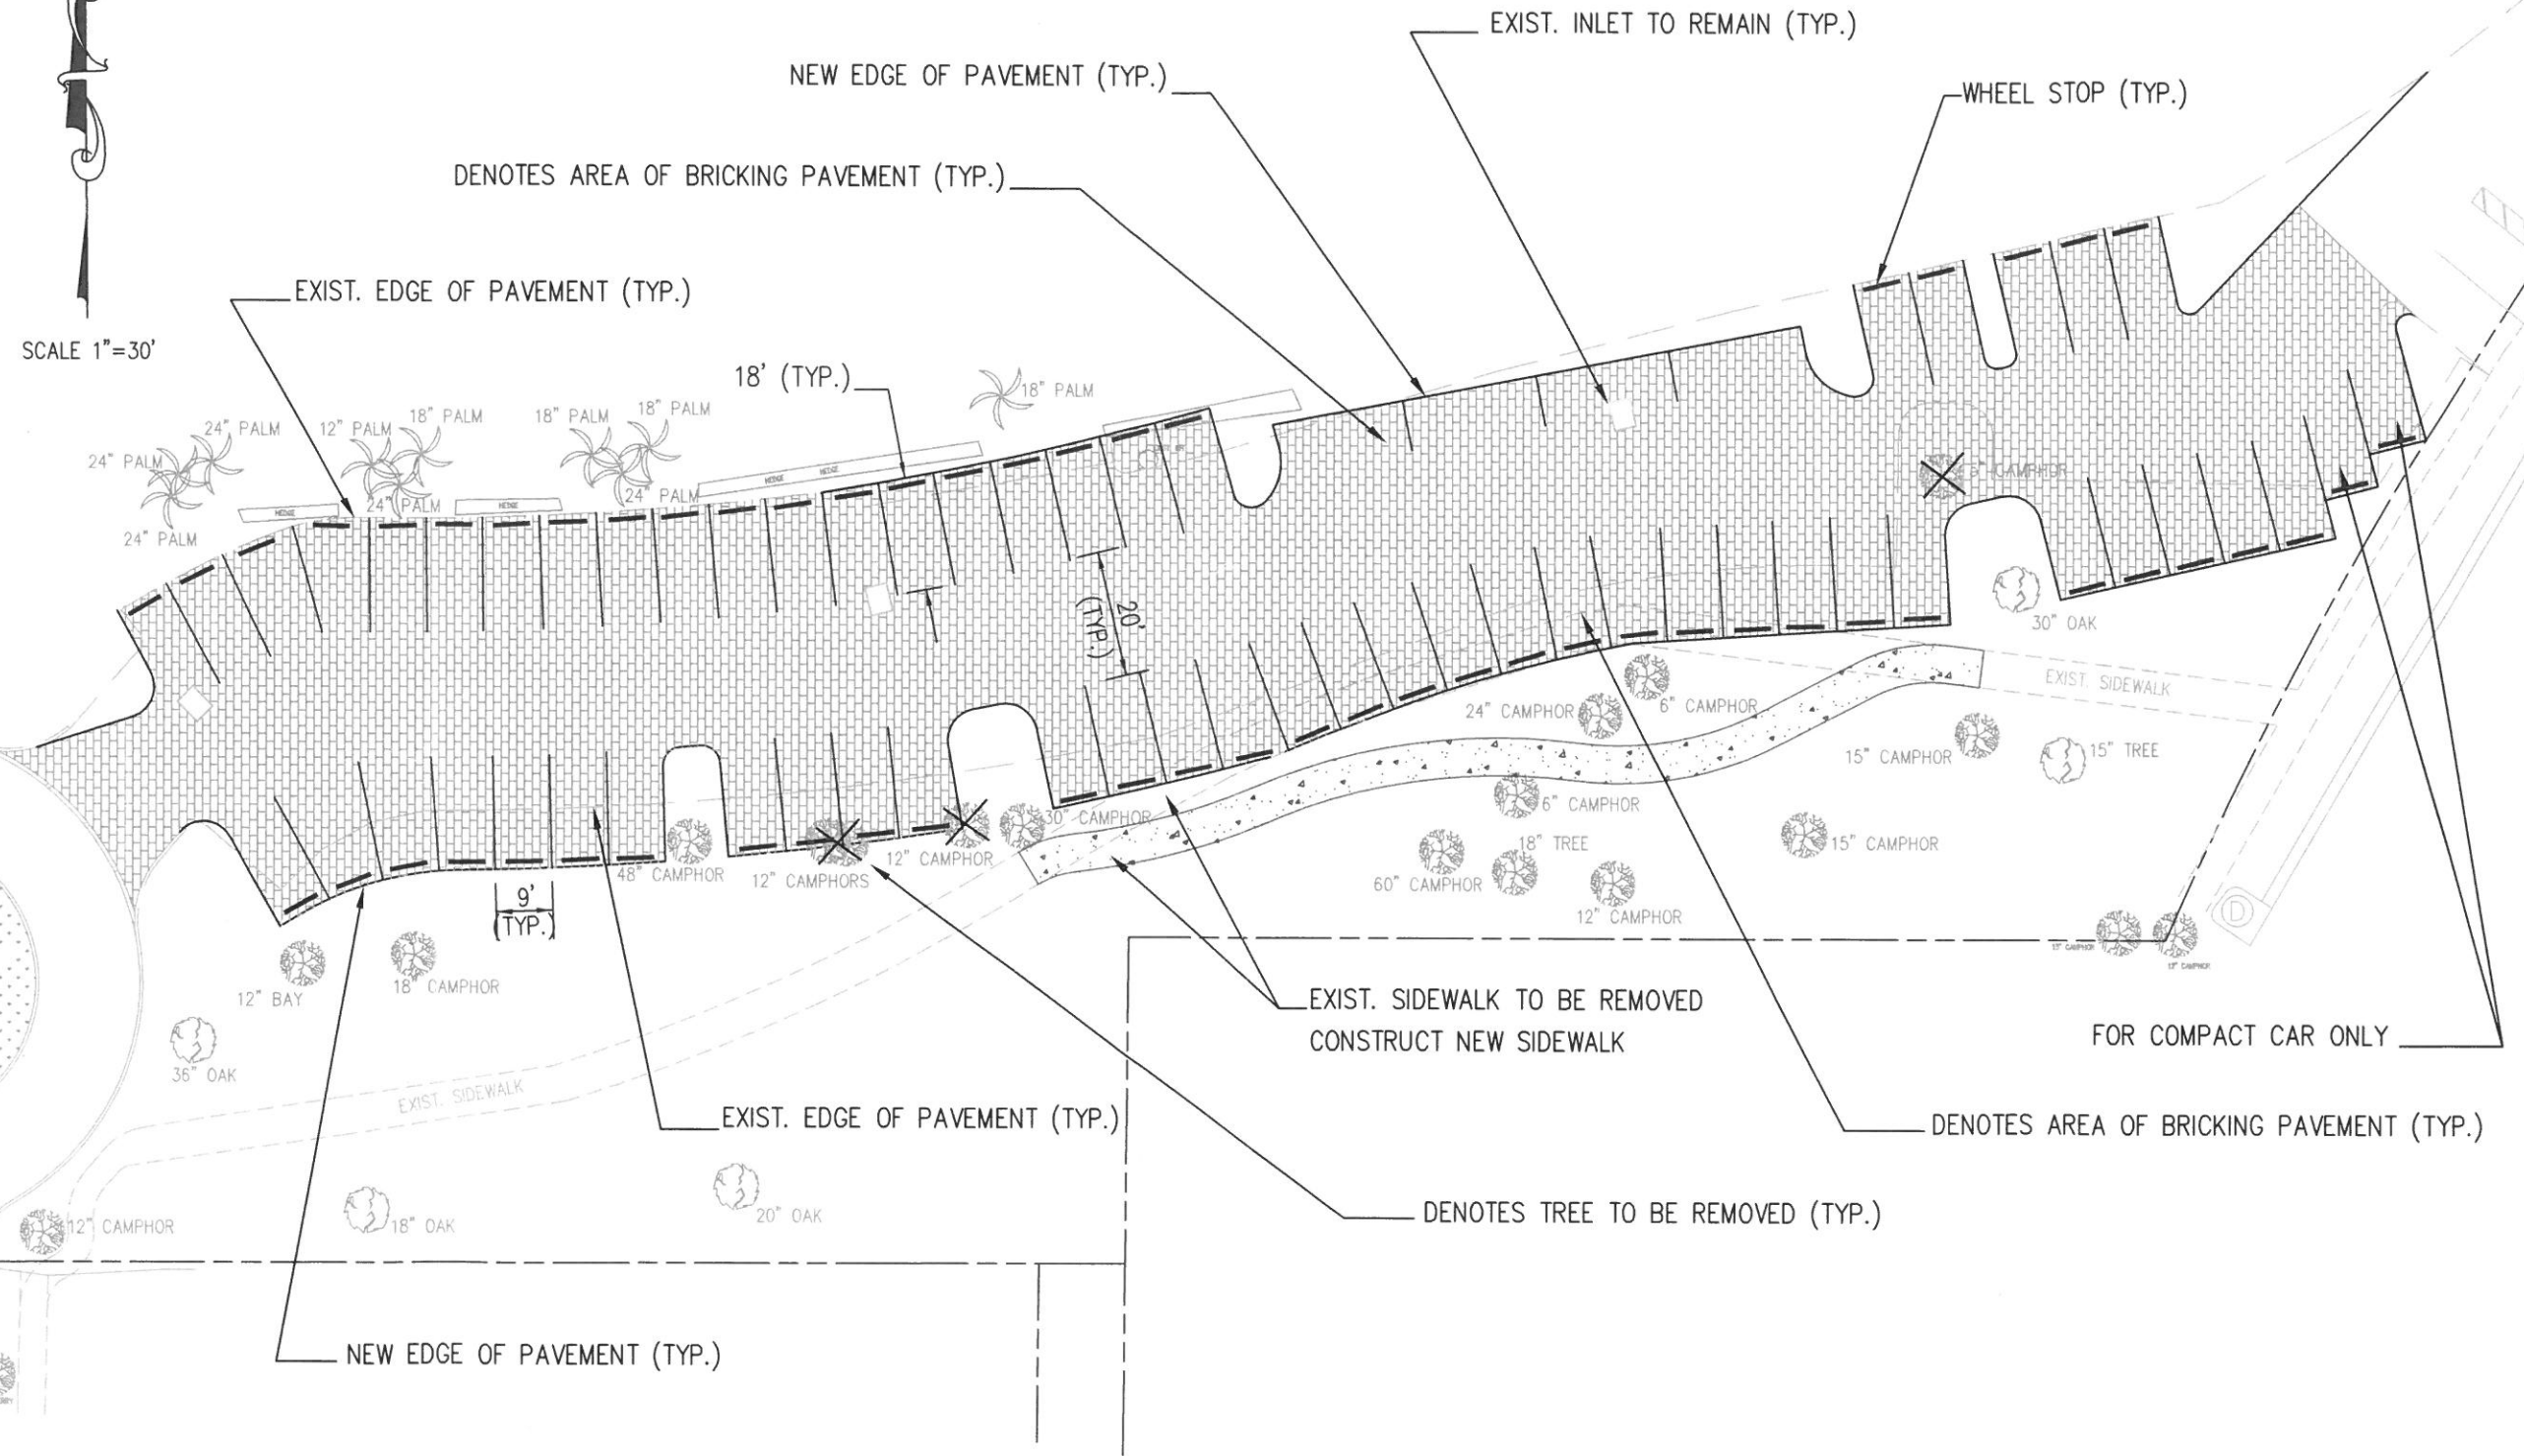 EXIST. INLET TO REMAIN (TYP.)
NEW EDGE OF PAVEMENT (TYP.)
WHEEL STOP (TYP.)
DENOTES AREA OF BRICKING PAVEMENT (TYP.)
EXIST. EDGE OF PAVEMENT (TYP.)
SCALE 1"=30'
18' (TYP.)
18" PALM
24" PALM
12" PALM
18" PALM
18" PALM
18" PALM
24" PALM
24" PALM
24" PALM
24" PALM
HEDGE
HEDGE
HEDGE
HEDGE
CAMPHOR
20'
(TYP.)
30" OAK
EXIST. SIDEWALK
24" CAMPHOR
6" CAMPHOR
15" CAMPHOR
15" TREE
6" CAMPHOR
30" CAMPHOR
12" CAMPHOR
18" TREE
15" CAMPHOR
48" CAMPHOR
12" CAMPHORS
60" CAMPHOR
12" CAMPHOR
9'
(TYP.)
D
12" BAY
18" CAMPHOR
EXIST. SIDEWALK TO BE REMOVED
CONSTRUCT NEW SIDEWALK
FOR COMPACT CAR ONLY
36" OAK
EXIST. SIDEWALK
EXIST. EDGE OF PAVEMENT (TYP.)
DENOTES AREA OF BRICKING PAVEMENT (TYP.)
DENOTES TREE TO BE REMOVED (TYP.)
12" CAMPHOR
18" OAK
20" OAK
NEW EDGE OF PAVEMENT (TYP.)